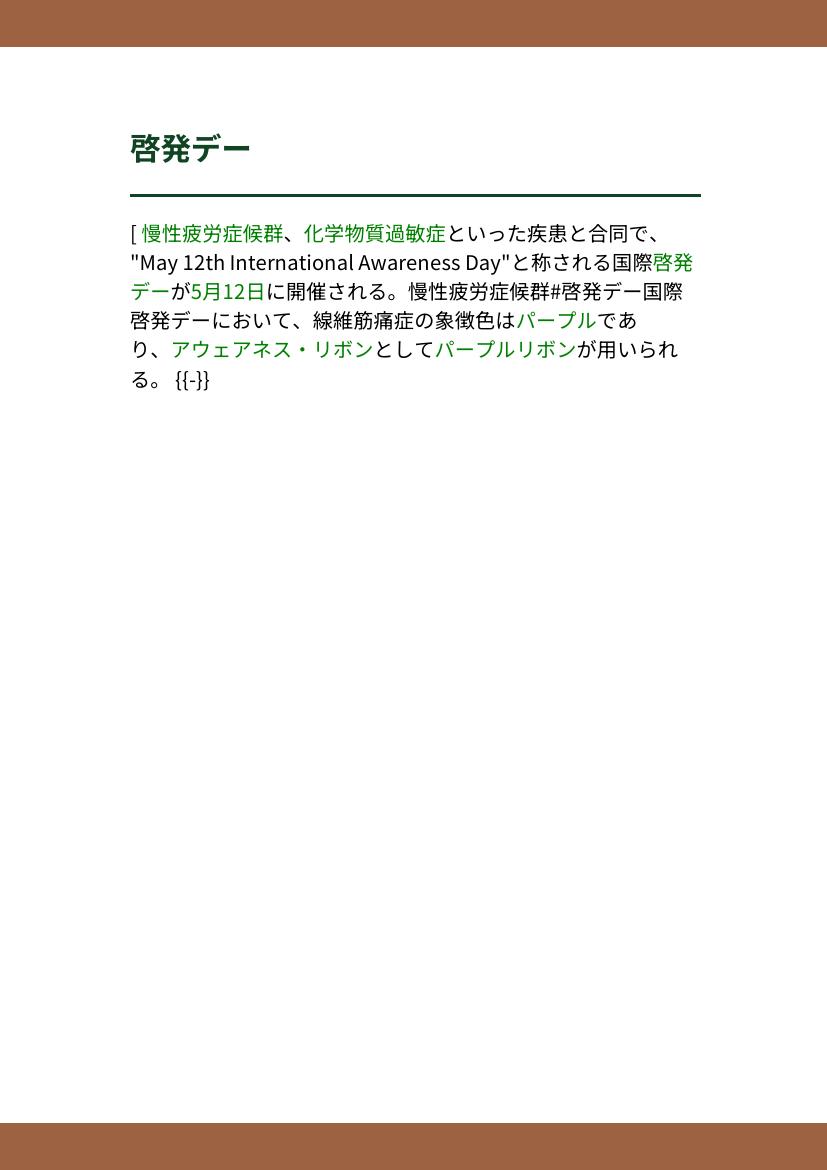 啓発デー
[ 慢性疲労症候群、化学物質過敏症といった疾患と合同で、
"May 12th International Awareness Day"と称される国際啓発
デーが5月12日に開催される。慢性疲労症候群#啓発デー国際
啓発デーにおいて、線維筋痛症の象徴色はパープルであ
り、アウェアネス・リボンとしてパープルリボンが用いられ
る。 {{-}}